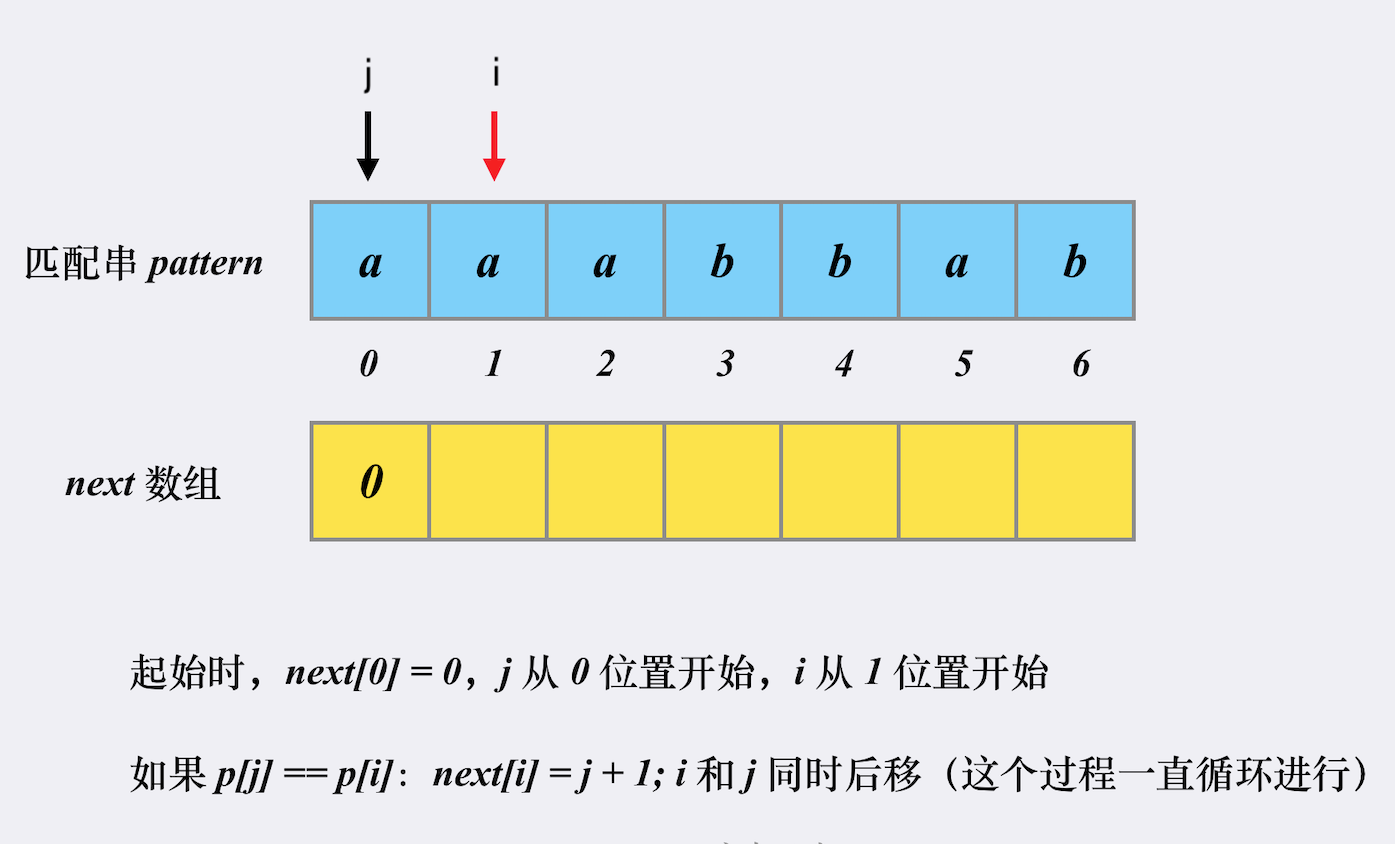 j i
匹配串 pattern a a a b b a b
0 1 2 3 4 5 6
next 数组 0
起始时，next[0] = 0，j 从 0 位置开始，i 从 1 位置开始
如果 p[j] == p[i]：next[i] = j + 1; i 和 j 同时后移（这个过程一直循环进行）